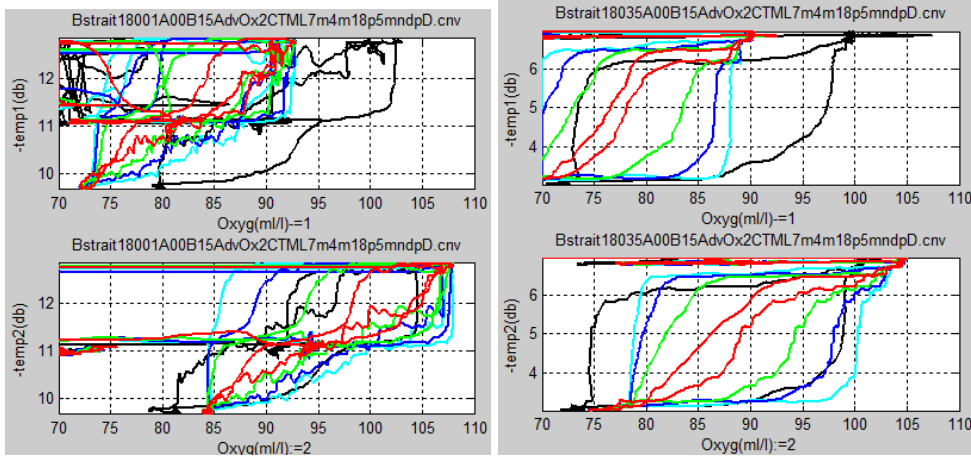 Bstrait18001A00B15AdvOx2CTML7m4m18p5mndpD.cnv
-temp1(db)
12
11
10
70 75 80 85 90 95 100 105 110
Oxyg(ml/l)-=1
Bstrait18001A00B15AdvOx2CTML7m4m18p5mndpD.cnv
-temp2(db)
12
11
10
70 75 80 85 90 95 100 105 110
Oxyg(ml/l):=2
Bstrait18035A00B15AdvOx2CTML7m4m18p5mndpD.cnv
-temp1(db)
6
5
4
70 75 80 85 90 95 100 105 110
Oxyg(ml/l)-=1
Bstrait18035A00B15AdvOx2CTML7m4m18p5mndpD.cnv
-temp2(db)
6
5
4
70 75 80 85 90 95 100 105 110
Oxyg(ml/l):=2